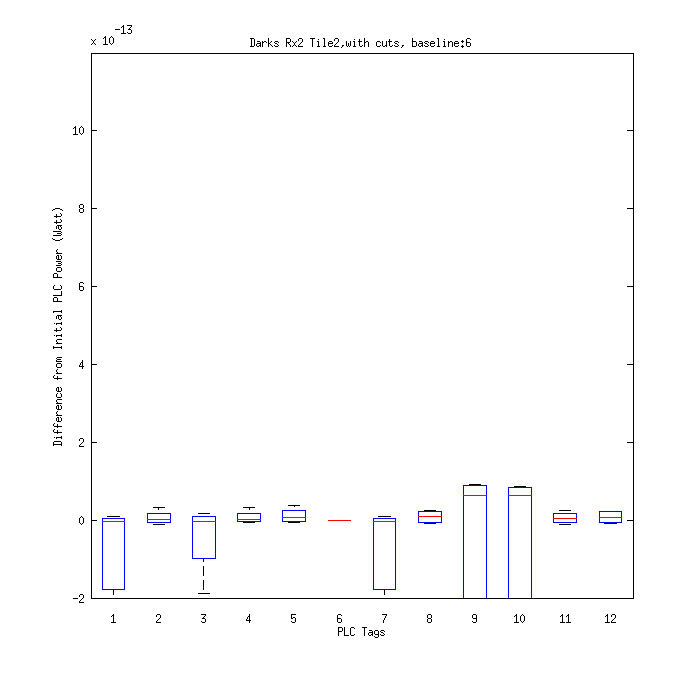 x 10^-13
Darks Rx2 Tile2,with cuts, baseline:6
Difference from Initial PLC Power (Watt)
10
8
6
4
2
0
-2
1 2 3 4 5 6 7 8 9 10 11 12
PLC Tags